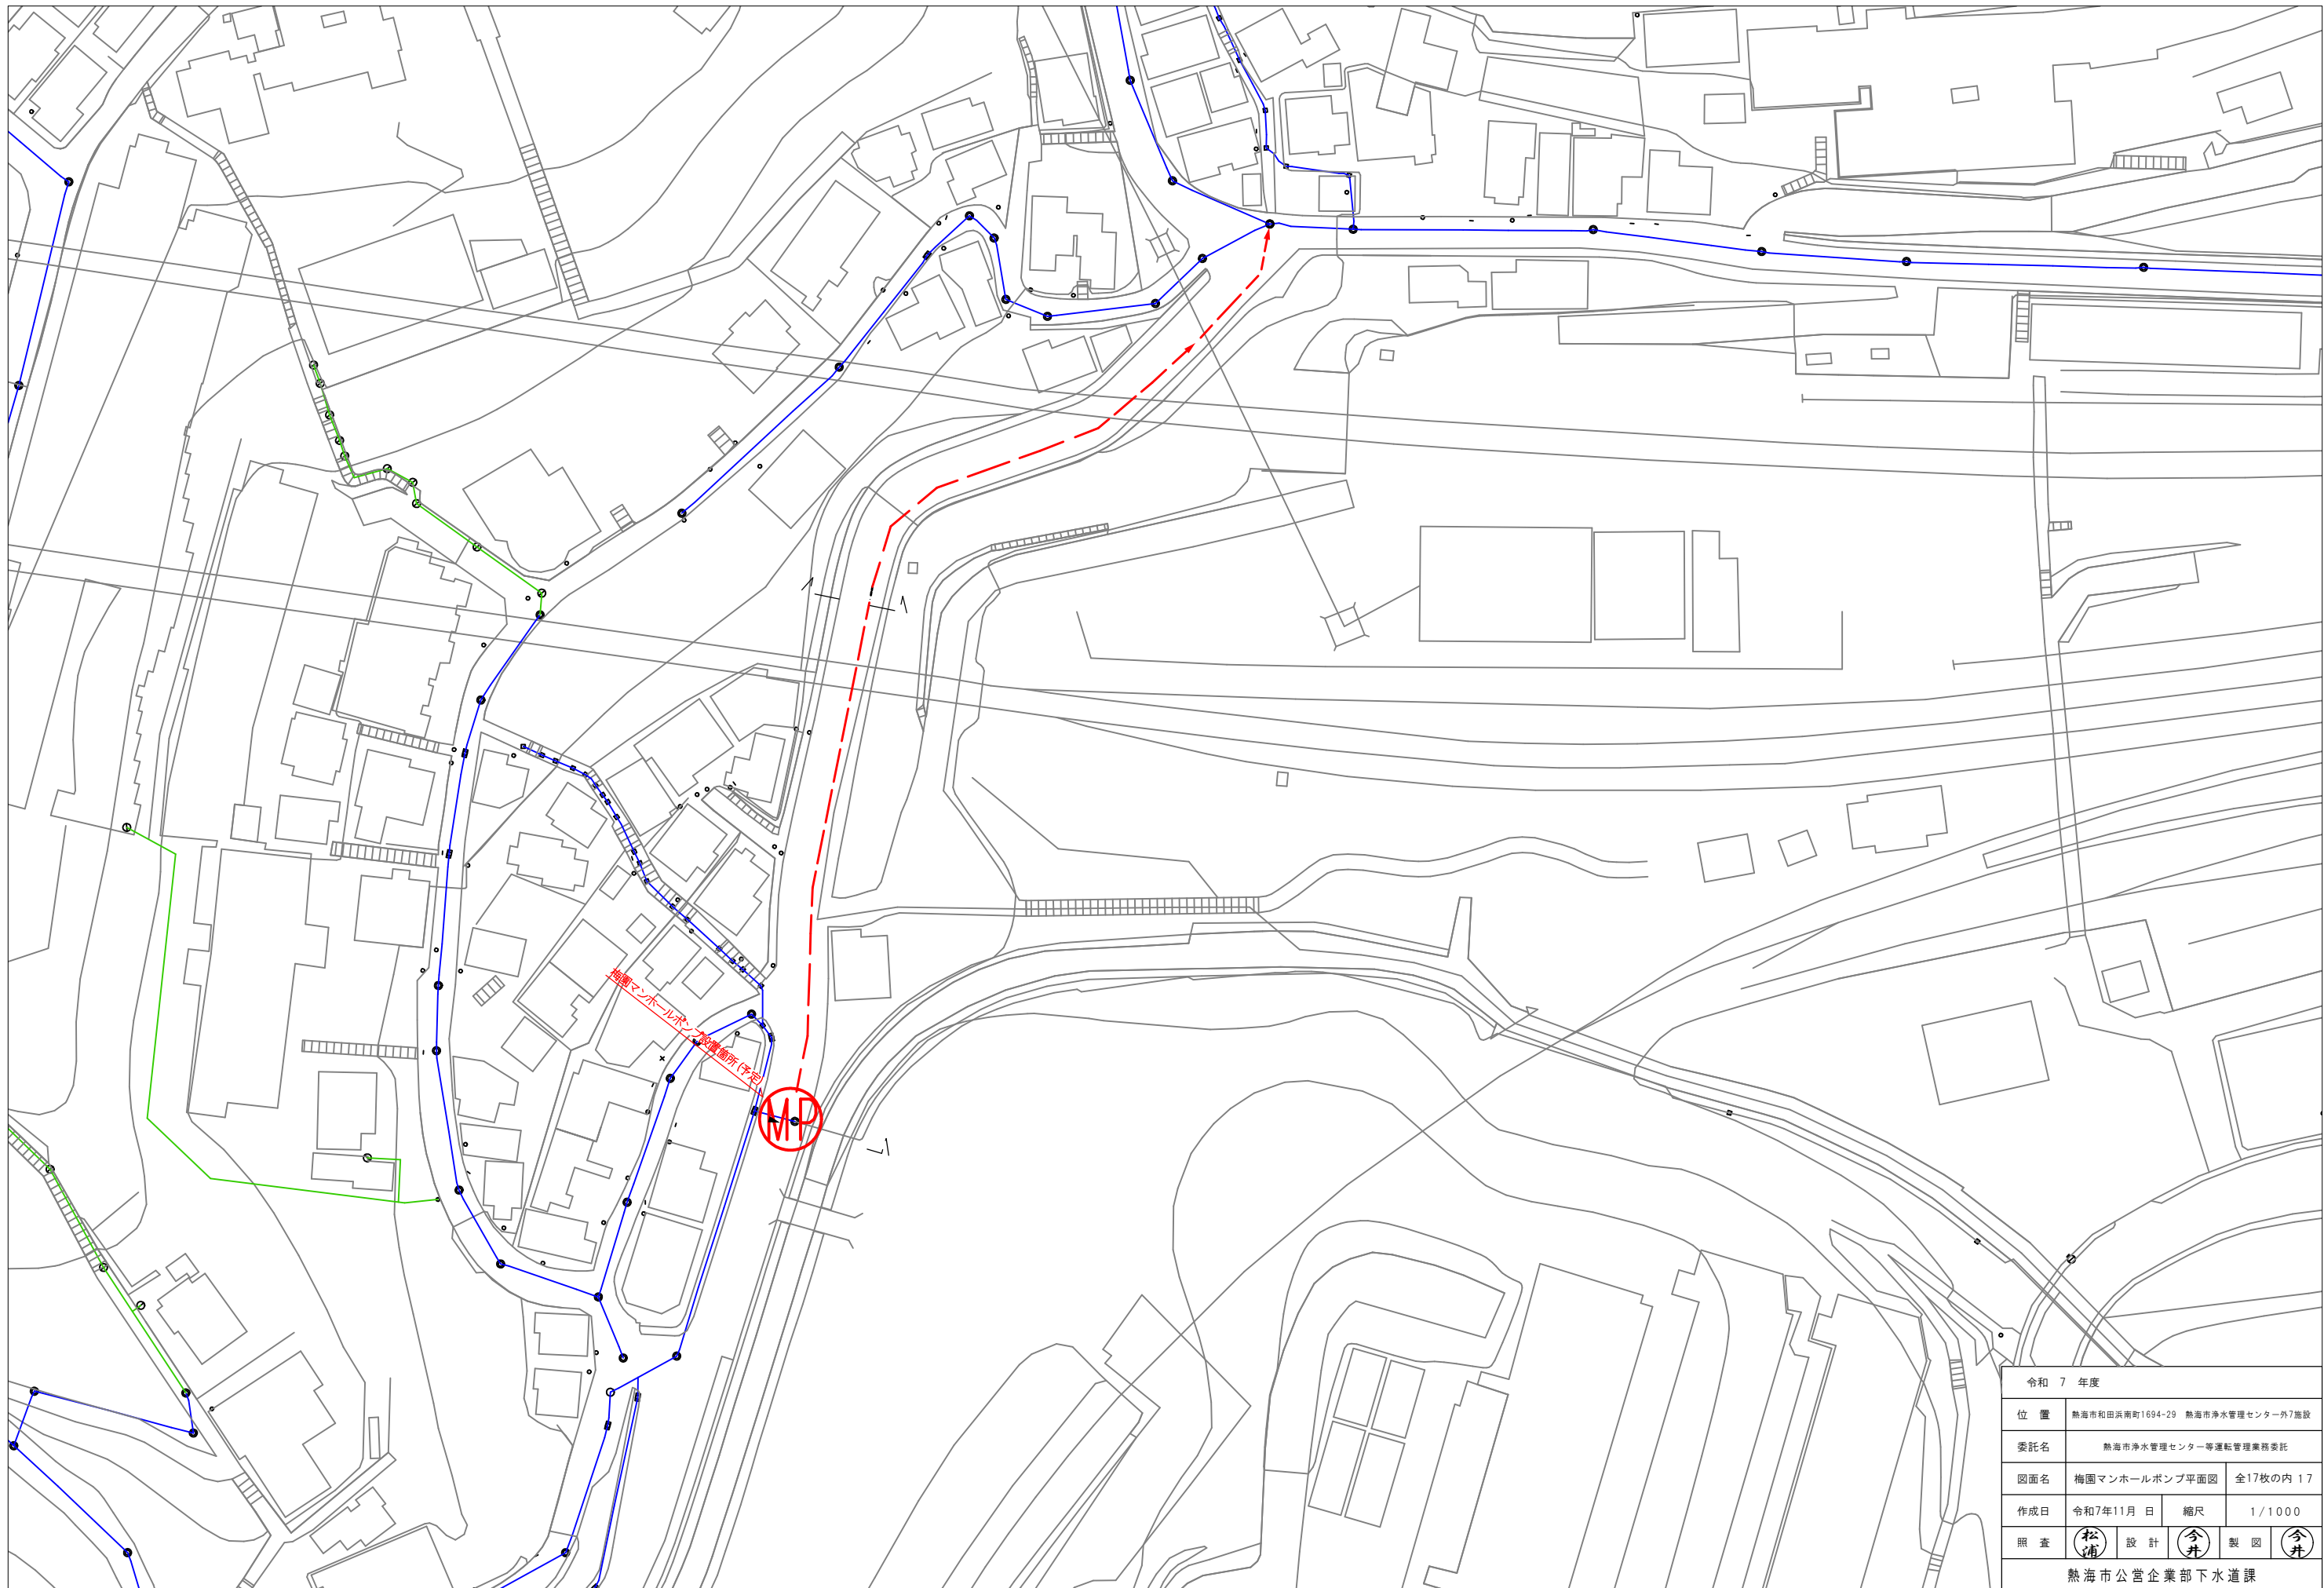 梅園マンホールポンプ設置箇所(予定)
MP
令和 7 年度
位 置 熱海市和田浜南町1694-29 熱海市浄水管理センター外7施設
委託名 熱海市浄水管理センター等運転管理業務委託
図面名 梅園マンホールポンプ平面図 全17枚の内 17
作成日 令和7年11月 日 縮尺 1/1000
照 査 松浦 設 計 今井 製 図 今井
熱海市公営企業部下水道課